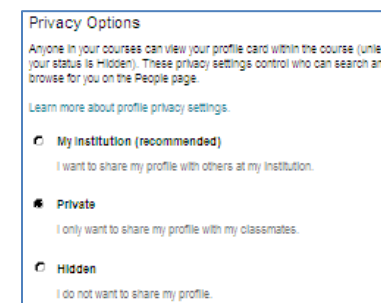 Privacy Options
Anyone in your courses can view your profile card within the course (unle
your status is Hidden). These privacy settings control who can search an
browse for you on the People page.
Learn more about profile privacy settings.
My Institution (recommended)
I want to share my profile with others at my institution.
Private
I only want to share my profile with my classmates.
Hidden
I do not want to share my profile.